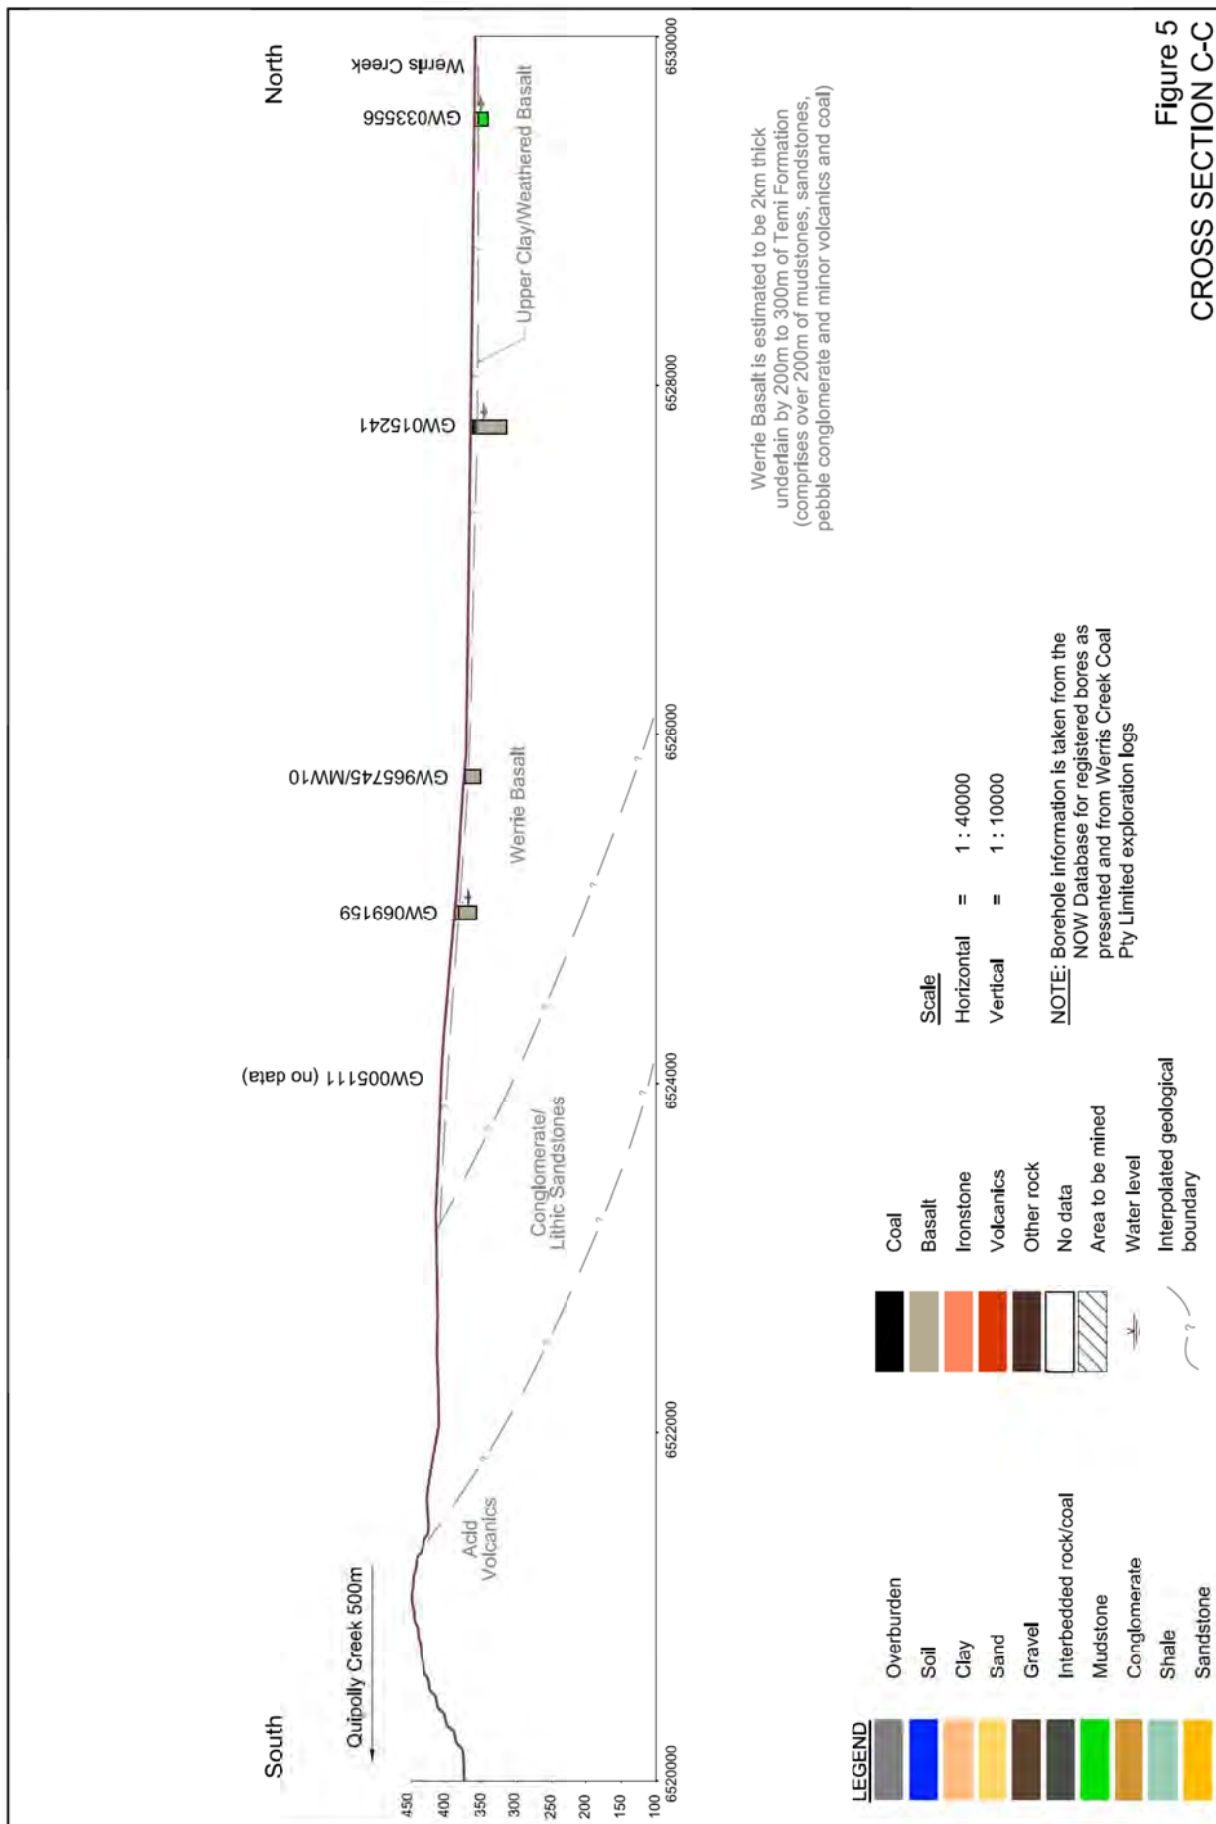 South
North
Quipolly Creek 500m
GW005111 (no data)
GW069159
GW965745/MW10
GW015241
GW033556
Werris Creek
450
400
350
300
250
200
150
100
Acid
Volcanics
Conglomerate/
Lithic Sandstones
Werrie Basalt
Upper Clay/Weathered Basalt
?
?
?
?
?
?
?
?
?
6520000
6522000
6524000
6526000
6528000
6530000
Werrie Basalt is estimated to be 2km thick
underlain by 200m to 300m of Temi Formation
(comprises over 200m of mudstones, sandstones,
pebble conglomerate and minor volcanics and coal)
LEGEND
Overburden
Soil
Clay
Sand
Gravel
Interbedded rock/coal
Mudstone
Conglomerate
Shale
Sandstone
Coal
Basalt
Ironstone
Volcanics
Other rock
No data
Area to be mined
Water level
?
Interpolated geological
boundary
Scale
Horizontal = 1 : 40000
Vertical = 1 : 10000
NOTE: Borehole information is taken from the
NOW Database for registered bores as
presented and from Werris Creek Coal
Pty Limited exploration logs
Figure 5
CROSS SECTION C-C